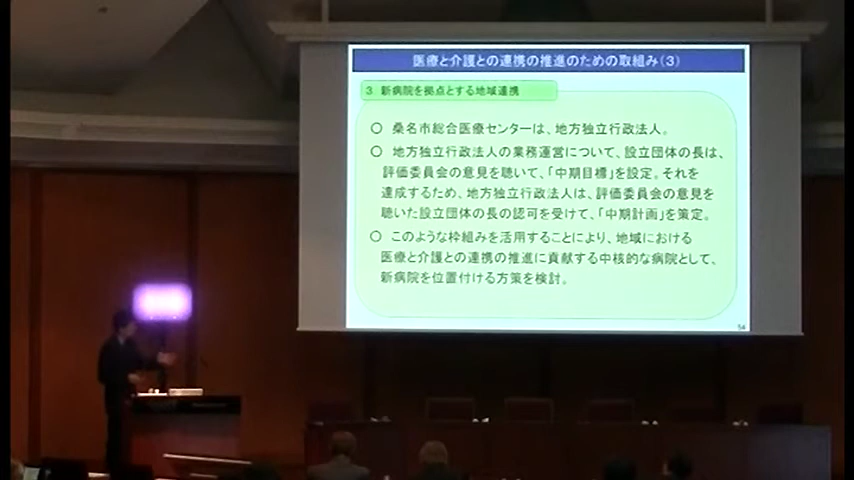 医療と介護との連携の推進のための取組み(3)
3 新病院を拠点とする地域連携
○ 桑名市総合医療センターは、地方独立行政法人。
○ 地方独立行政法人の業務運営について、設立団体の長は、
評価委員会の意見を聴いて、「中期目標」を設定。それを
達成するため、地方独立行政法人は、評価委員会の意見を
聴いた設立団体の長の認可を受けて、「中期計画」を策定。
○ このような枠組みを活用することにより、地域における
医療と介護との連携の推進に貢献する中核的な病院として、
新病院を位置付ける方策を検討。
54